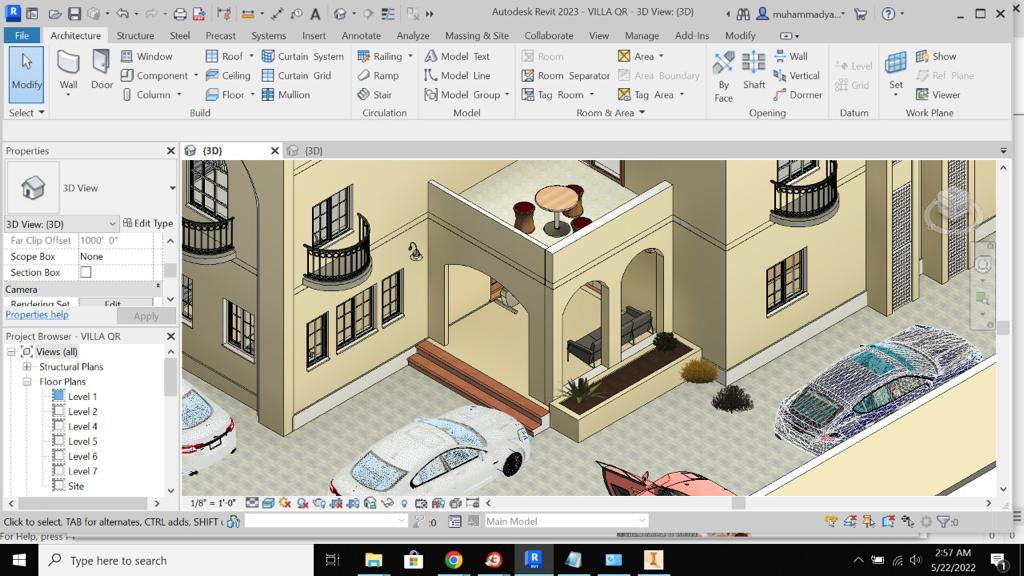 Autodesk Revit 2023 - VILLA QR - 3D View: {3D}
muhammadya...
File Architecture Structure Steel Precast Systems Insert Annotate Analyze Massing & Site Collaborate View Manage Add-Ins Modify
Modify
Wall
Door
Window
Component
Column
Roof
Ceiling
Floor
Curtain System
Curtain Grid
Mullion
Railing
Ramp
Stair
Model Text
Model Line
Model Group
Room
Room Separator
Tag Room
Area
Area Boundary
Tag Area
By
Face
Shaft
Wall
Vertical
Dormer
Level
Grid
Set
Show
Ref Plane
Viewer
Select Build Circulation Model Room & Area Opening Datum Work Plane
Properties
{3D}
{3D}
3D View
3D View: {3D}
Edit Type
Far Clip Offset 1000' 0"
Scope Box None
Section Box
Camera
Rendering Set Edit
Properties help
Apply
Project Browser - VILLA QR
Views (all)
Structural Plans
Floor Plans
Level 1
Level 2
Level 4
Level 5
Level 6
Level 7
Site
1/8" = 1'-0"
Click to select, TAB for alternates, CTRL adds, SHIFT
:0
Main Model
:0
For Help, press F1
0 0
Type here to search
2:57 AM
5/22/2022
1